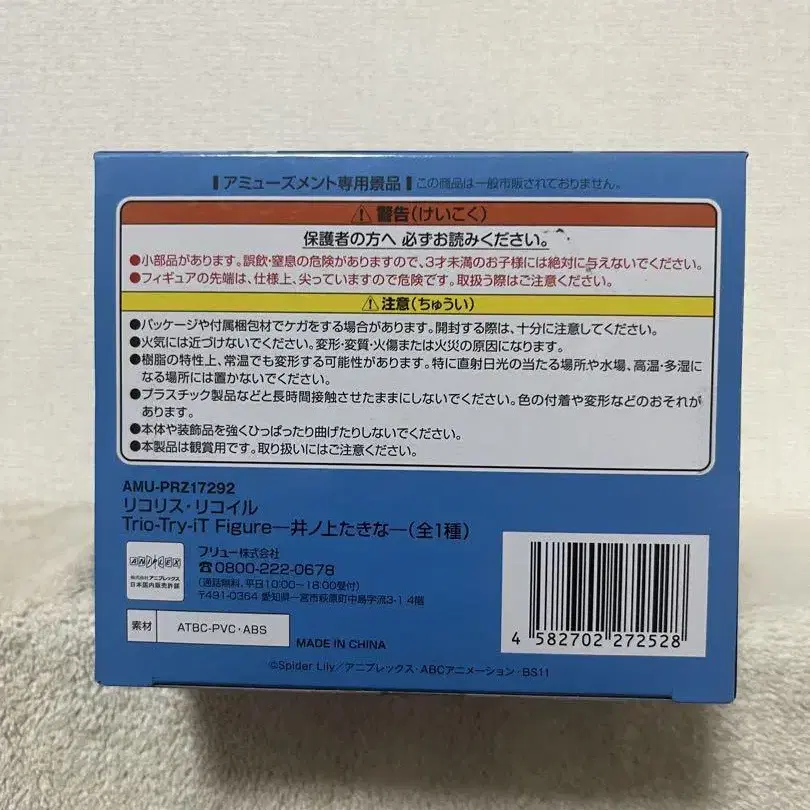 アミューズメント専用景品 この商品は一般市販されておりません。
⚠警告(けいこく)
保護者の方へ 必ずお読みください。
●小部品があります。誤飲・窒息の危険がありますので、3才未満のお子様には絶対に与えないでください。
●フィギュアの先端は、仕様上、尖っていますので危険です。取扱う際はご注意ください。
⚠注意(ちゅうい)
●パッケージや付属梱包材でケガをする場合があります。開封する際は、十分に注意してください。
●火気には近づけないでください。変形・変質・火傷または火災の原因になります。
●樹脂の特性上、常温でも変形する可能性があります。特に直射日光の当たる場所や水場、高温・多湿に
なる場所には置かないでください。
●プラスチック製品などと長時間接触させたままにしないでください。色の付着や変形などのおそれが
あります。
●本体や装飾品を強くひっぱったり曲げたりしないでください。
●本製品は観賞用です。取り扱いにはご注意ください。
AMU-PRZ17292
リコリス・リコイル
Trio-Try-iT Figure―井ノ上たきな―(全1種)
ANIPLEX
株式会社アニプレックス
日本国内販売許諾
フリュー株式会社
☎0800-222-0678
(通話無料、平日10:00~18:00受付)
〒491-0364 愛知県一宮市萩原町中島字流3-1 4階
素材 ATBC-PVC・ABS
MADE IN CHINA
4 582702 272528
©Spider Lily/アニプレックス・ABCアニメーション・BS11